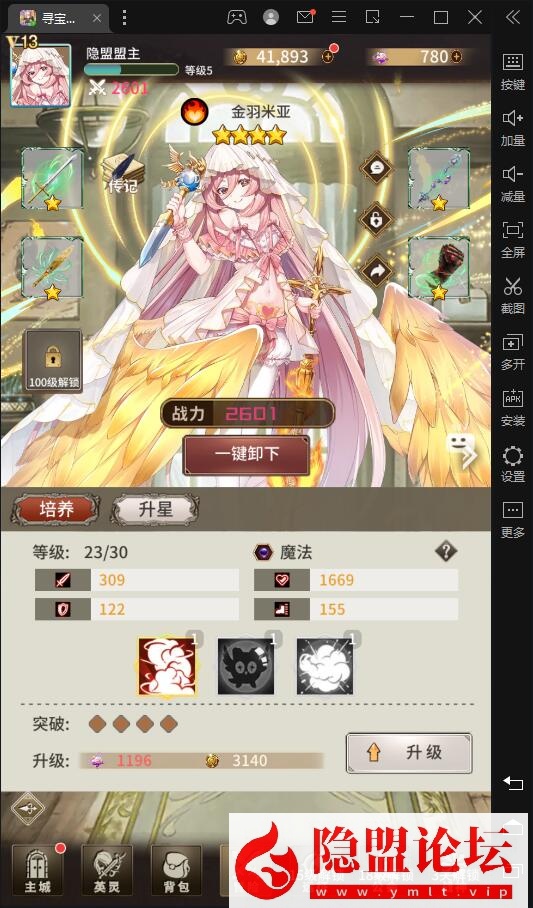 寻宝...
V13
隐盟盟主
等级5
2601
41,893
780
金羽米亚
传记
100级解锁
战力 2601
一键卸下
培养
升星
等级: 23/30
魔法
?
309
1669
122
155
1
1
1
突破:
升级: 1196 3140
升级
主城
英灵
背包
隐盟论坛
www.ymlt.vip
按键
加量
减量
全屏
截图
多开
APK
安装
设置
更多